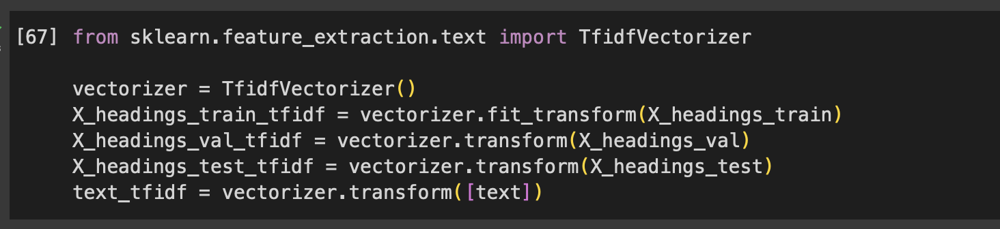 [67] from sklearn.feature_extraction.text import TfidfVectorizer
vectorizer = TfidfVectorizer()
X_headings_train_tfidf = vectorizer.fit_transform(X_headings_train)
X_headings_val_tfidf = vectorizer.transform(X_headings_val)
X_headings_test_tfidf = vectorizer.transform(X_headings_test)
text_tfidf = vectorizer.transform([text])